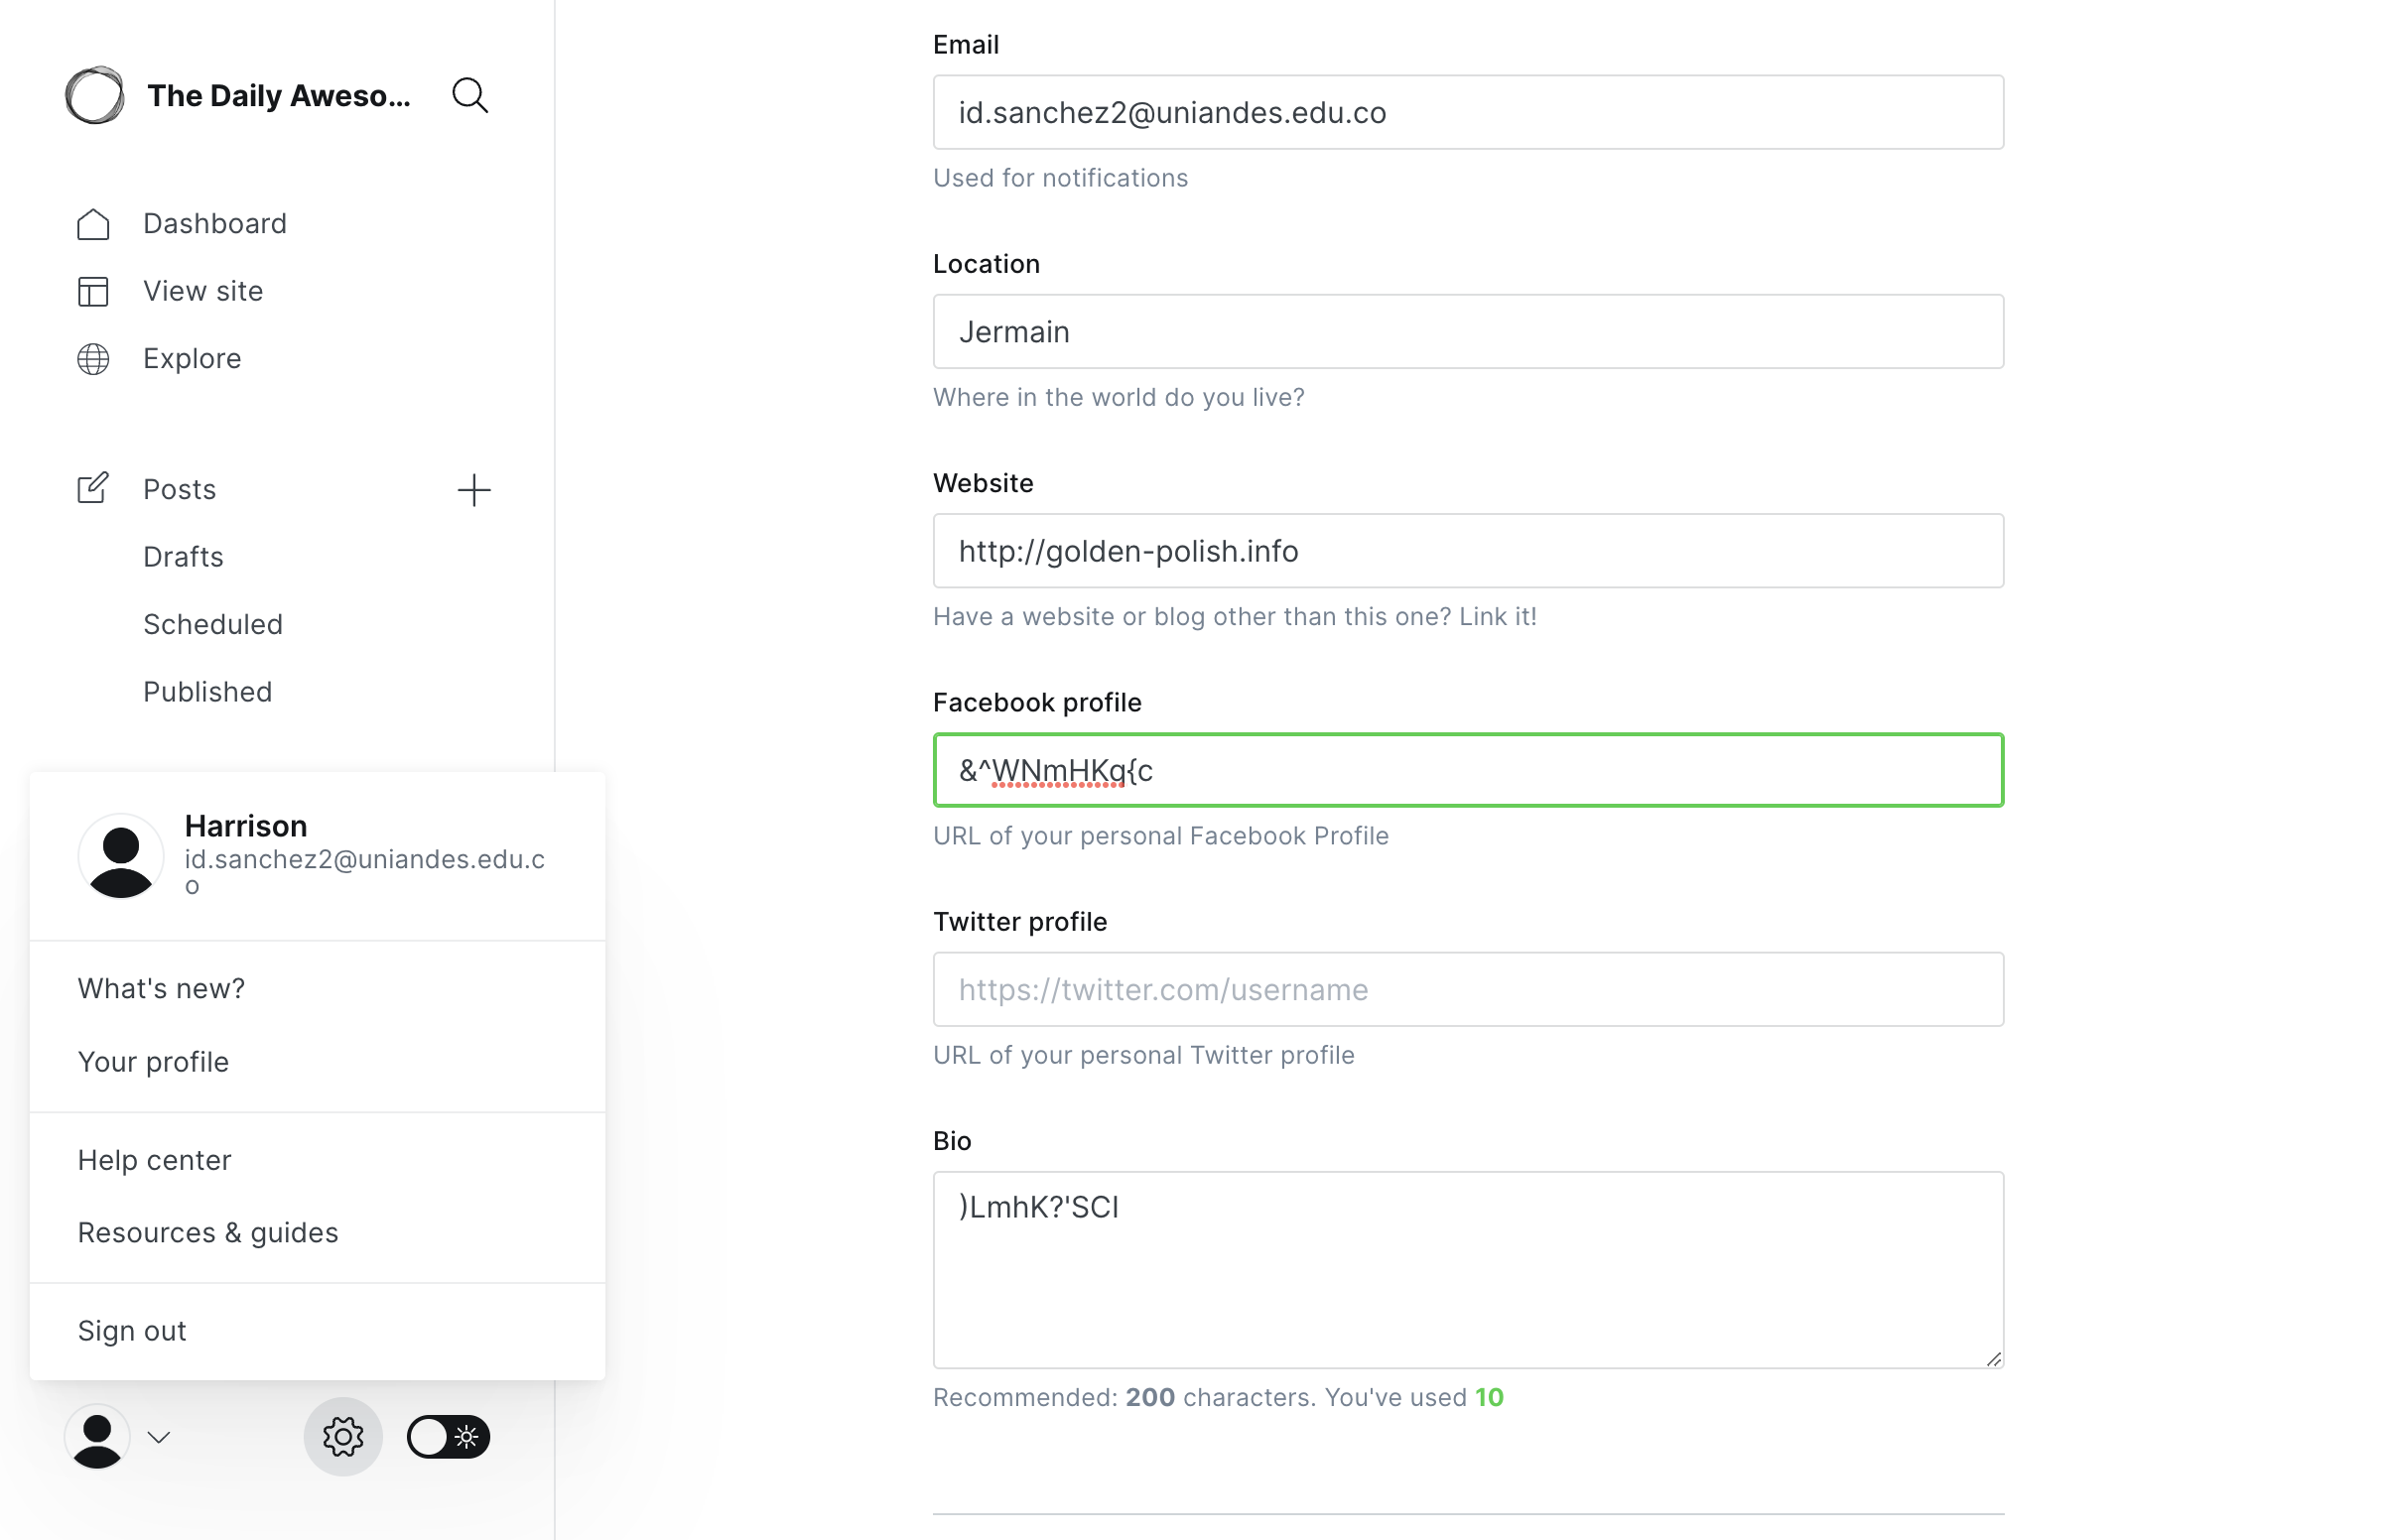 The Daily Aweso...
Dashboard
View site
Explore
Posts
Drafts
Scheduled
Published
Harrison
id.sanchez2@uniandes.edu.c
o
What's new?
Your profile
Help center
Resources & guides
Sign out
Email
id.sanchez2@uniandes.edu.co
Used for notifications
Location
Jermain
Where in the world do you live?
Website
http://golden-polish.info
Have a website or blog other than this one? Link it!
Facebook profile
&^WNmHKq{c
URL of your personal Facebook Profile
Twitter profile
https://twitter.com/username
URL of your personal Twitter profile
Bio
)LmhK?'SCI
Recommended: 200 characters. You've used 10